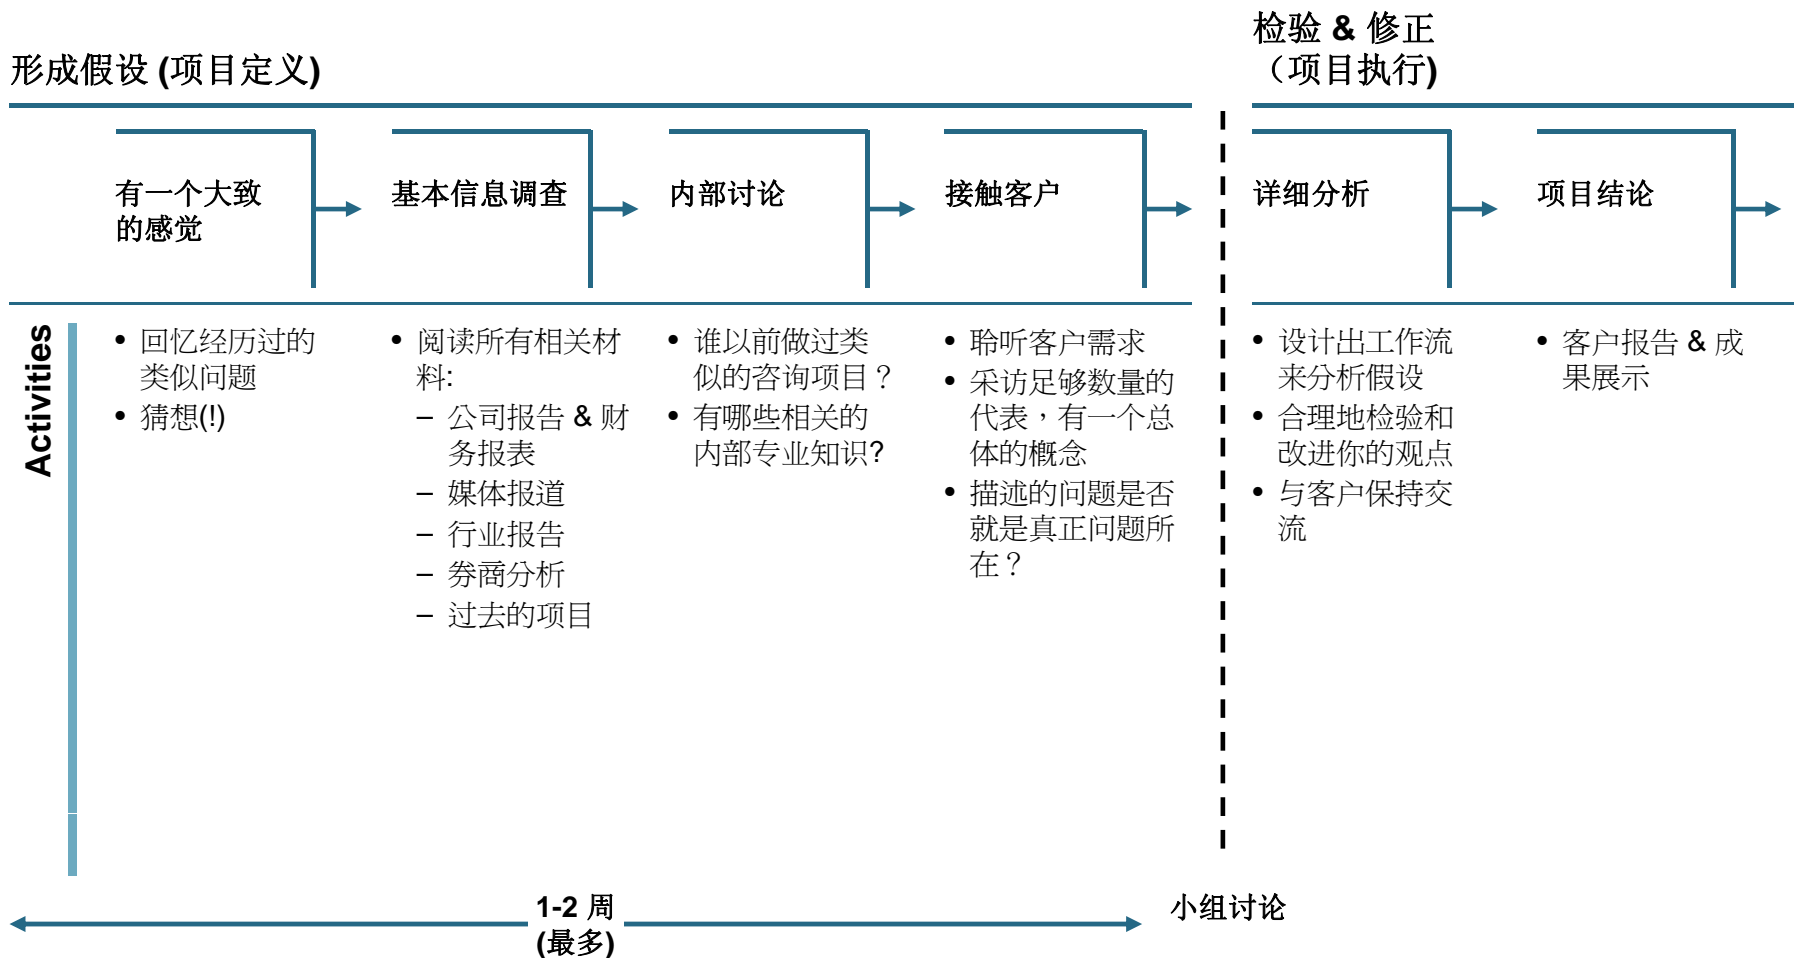 形成假设 (项目定义)
检验 & 修正
（项目执行)
有一个大致
的感觉
基本信息调查
内部讨论
接触客户
详细分析
项目结论
Activities
• 回忆经历过的
类似问题
• 猜想(!)
• 阅读所有相关材
料:
– 公司报告 & 财
务报表
– 媒体报道
– 行业报告
– 券商分析
– 过去的项目
• 谁以前做过类
似的咨询项目？
• 有哪些相关的
内部专业知识?
• 聆听客户需求
• 采访足够数量的
代表，有一个总
体的概念
• 描述的问题是否
就是真正问题所
在？
• 设计出工作流
来分析假设
• 合理地检验和
改进你的观点
• 与客户保持交
流
• 客户报告 & 成
果展示
1-2 周
(最多)
小组讨论